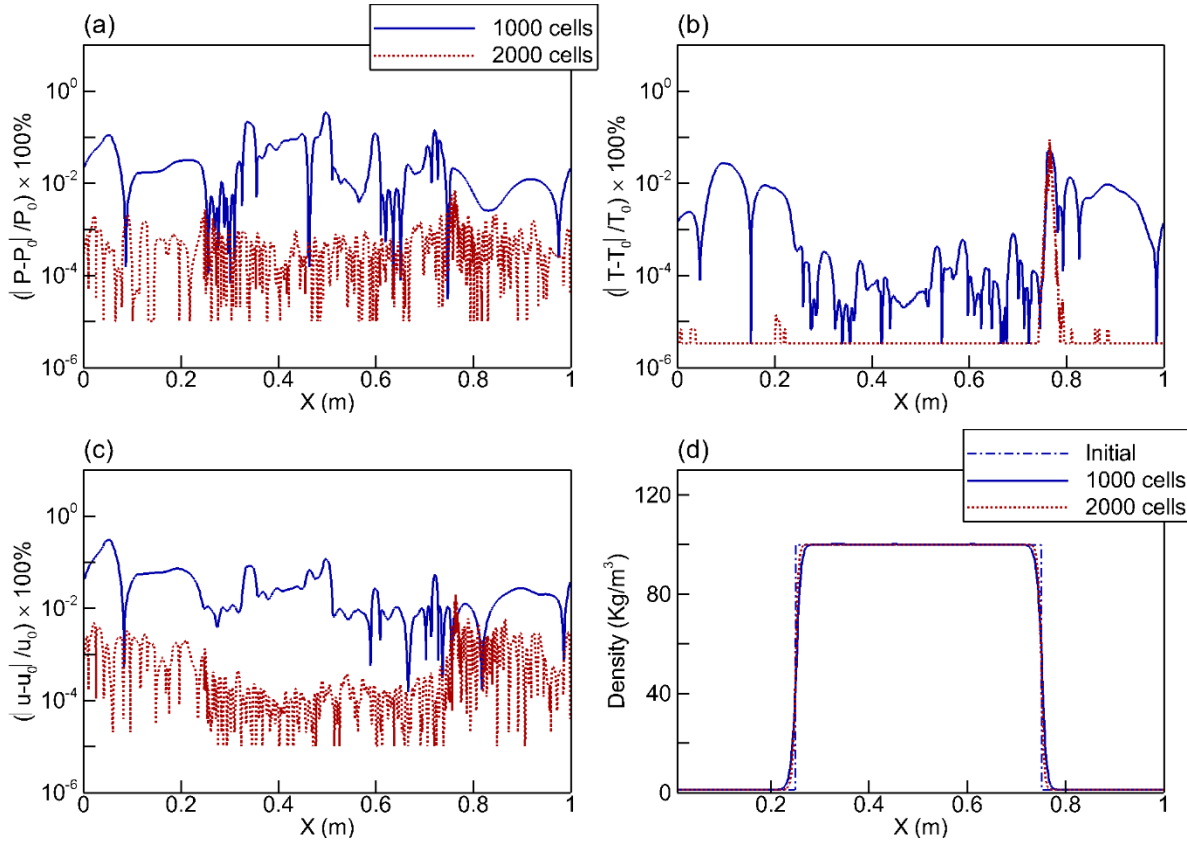 (a)
1000 cells
2000 cells
(| P-P0| /P0) × 100%
10^0
10^-2
10^-4
10^-6
0 0.2 0.4 0.6 0.8 1
X (m)
(b)
(| T-T0| /T0) × 100%
10^0
10^-2
10^-4
10^-6
0 0.2 0.4 0.6 0.8 1
X (m)
(c)
(| u-u0| /u0) × 100%
10^0
10^-2
10^-4
10^-6
0 0.2 0.4 0.6 0.8 1
X (m)
(d)
Initial
1000 cells
2000 cells
Density (Kg/m³)
120
80
40
0
0.2 0.4 0.6 0.8 1
X (m)